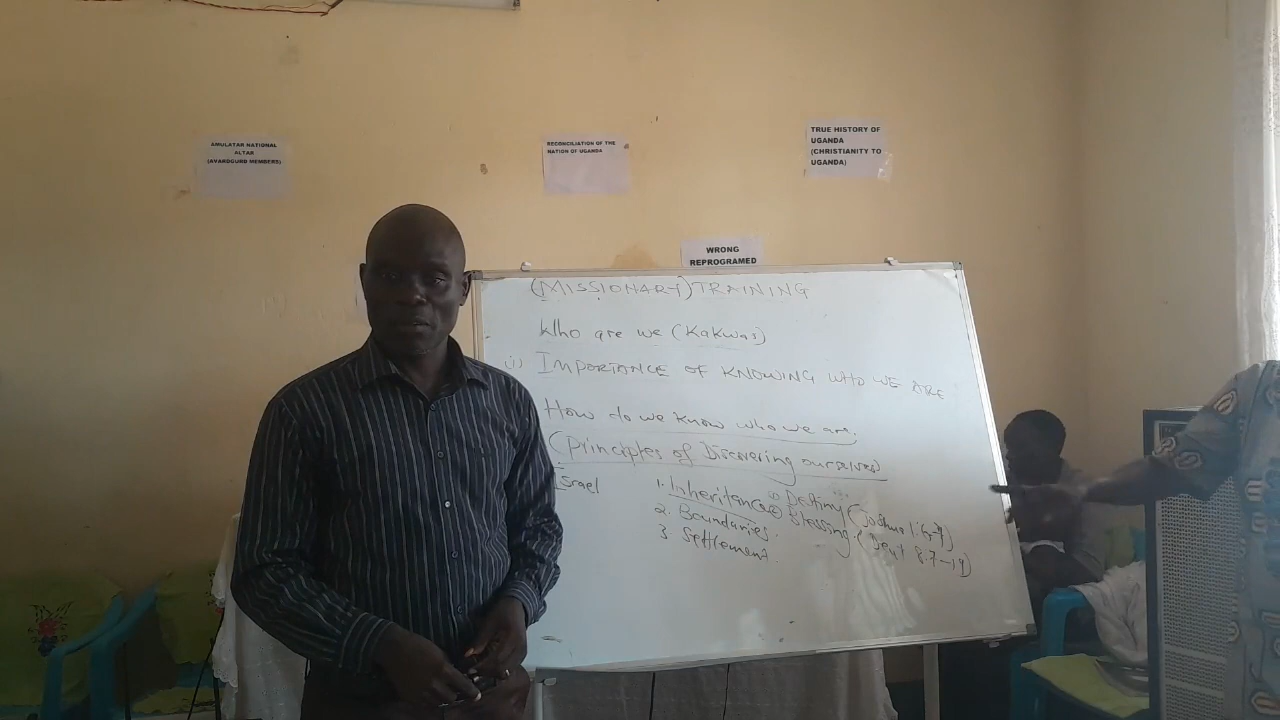 AMULATAR NATIONAL
ALTAR
(AVARDGURD MEMBERS)
RECONCILIATION OF THE
NATION OF UGANDA
TRUE HISTORY OF
UGANDA
(CHRISTIANITY TO
UGANDA)
WRONG
REPROGRAMED
(MISSIONARY) TRAINING
Who are we (Kakwas)
ii) IMPORTANCE OF KNOWING WHO WE ARE
How do we know who we are.
(Principles of Discovering ourselves)
Israel
1. Inheritance ① Destiny (Joshua 1:6-9)
2. Boundaries. ② Blessing. (Deut 8:7-19)
3 Settlement